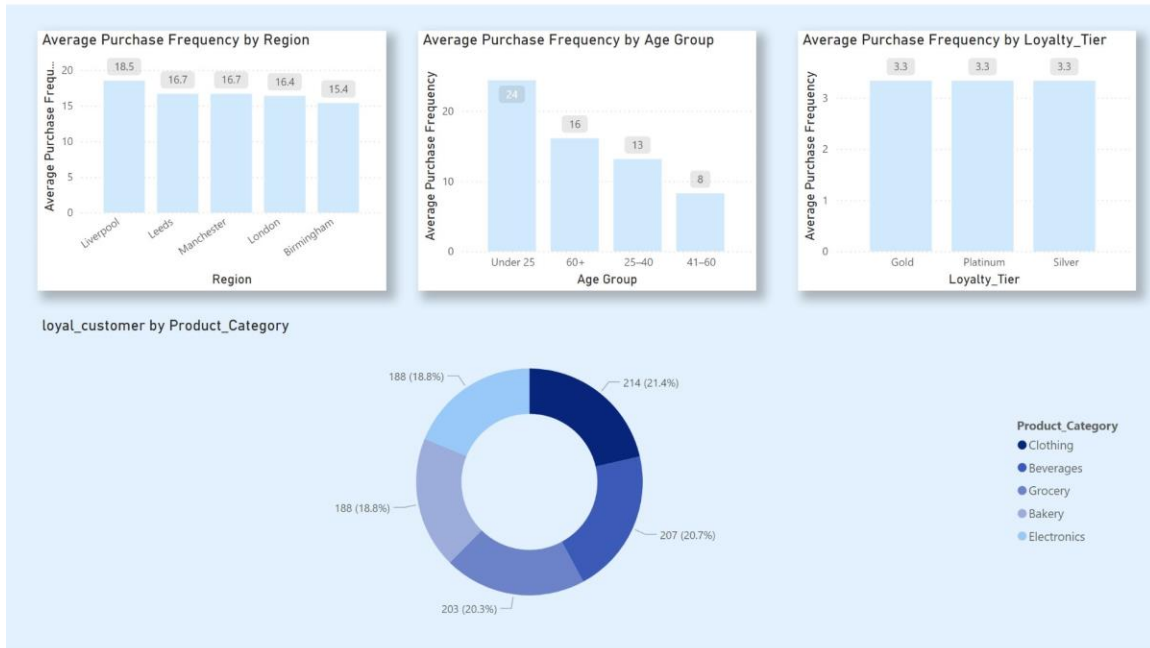 Average Purchase Frequency by Region
Average Purchase Frequ...
20
15
10
5
0
18.5
16.7
16.7
16.4
15.4
Liverpool
Leeds
Manchester
London
Birmingham
Region
Average Purchase Frequency by Age Group
Average Purchase Frequency
20
10
0
24
16
13
8
Under 25
60+
25–40
41–60
Age Group
Average Purchase Frequency by Loyalty_Tier
Average Purchase Frequency
3
2
1
0
3.3
3.3
3.3
Gold
Platinum
Silver
Loyalty_Tier
loyal_customer by Product_Category
188 (18.8%)
214 (21.4%)
188 (18.8%)
207 (20.7%)
203 (20.3%)
Product_Category
Clothing
Beverages
Grocery
Bakery
Electronics